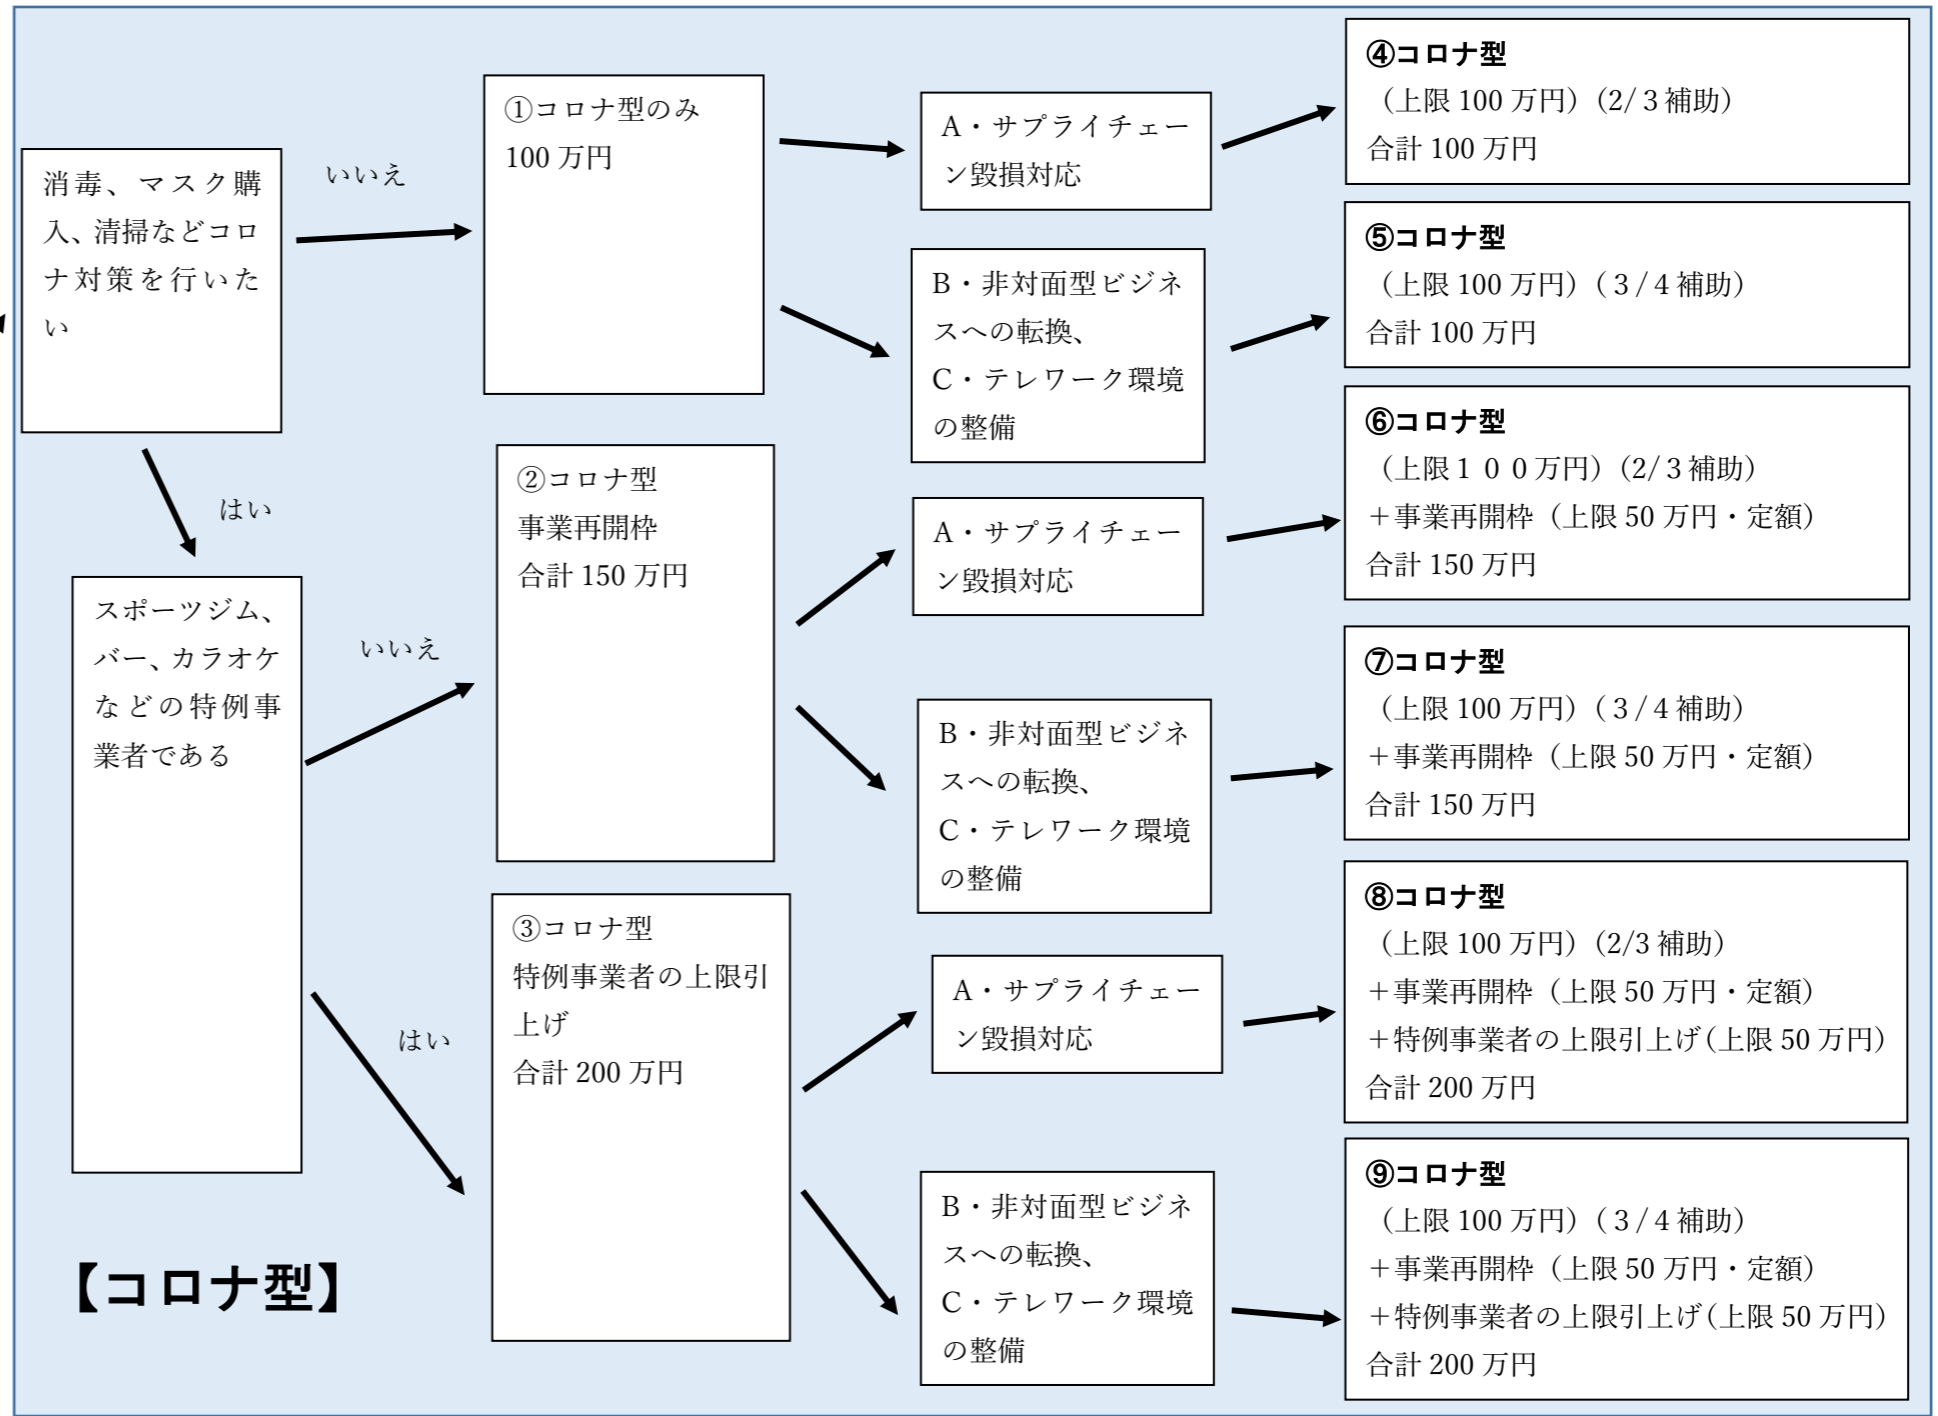 消毒、マスク購
入、清掃などコロ
ナ対策を行いた
い
いいえ
はい
スポーツジム、
バー、カラオケ
などの特例事
業者である
いいえ
はい
【コロナ型】
①コロナ型のみ
100 万円
②コロナ型
事業再開枠
合計 150 万円
③コロナ型
特例事業者の上限引
上げ
合計 200 万円
A・サプライチェー
ン毀損対応
B・非対面型ビジネ
スへの転換、
C・テレワーク環境
の整備
A・サプライチェー
ン毀損対応
B・非対面型ビジネ
スへの転換、
C・テレワーク環境
の整備
A・サプライチェー
ン毀損対応
B・非対面型ビジネ
スへの転換、
C・テレワーク環境
の整備
④コロナ型
（上限 100 万円）（2/３補助）
合計 100 万円
⑤コロナ型
（上限 100 万円）（３/４補助）
合計 100 万円
⑥コロナ型
（上限１００万円）（2/３補助）
＋事業再開枠（上限 50 万円・定額）
合計 150 万円
⑦コロナ型
（上限 100 万円）（３/４補助）
＋事業再開枠（上限 50 万円・定額）
合計 150 万円
⑧コロナ型
（上限 100 万円）（2/3 補助）
＋事業再開枠（上限 50 万円・定額）
＋特例事業者の上限引上げ（上限 50 万円）
合計 200 万円
⑨コロナ型
（上限 100 万円）（３/４補助）
＋事業再開枠（上限 50 万円・定額）
＋特例事業者の上限引上げ（上限 50 万円）
合計 200 万円